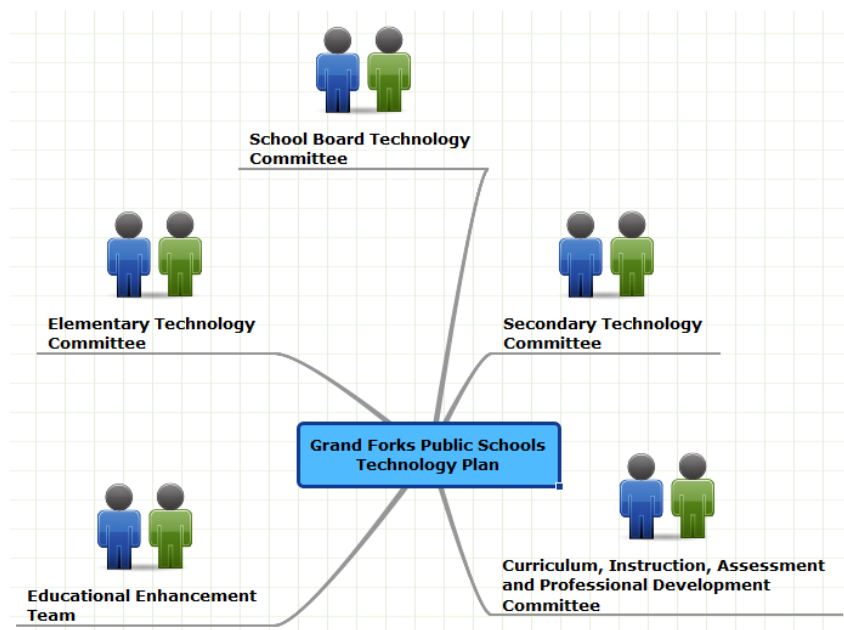 School Board Technology
Committee
Elementary Technology
Committee
Secondary Technology
Committee
Grand Forks Public Schools
Technology Plan
Educational Enhancement
Team
Curriculum, Instruction, Assessment
and Professional Development
Committee